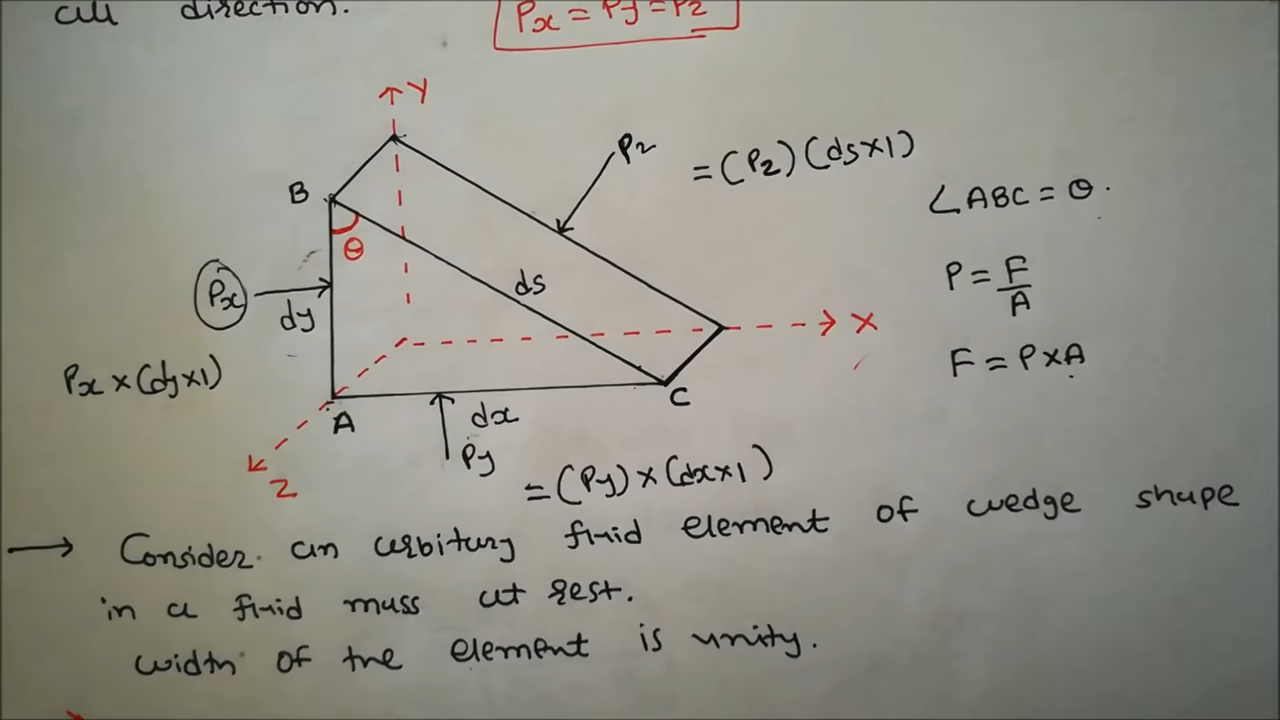 all direction.
Px = Py = Pz
Y
Pz
= (Pz) (ds×1)
B
∠ABC = θ.
θ
Px
dy
ds
P = F/A
X
Px × (dy×1)
F = P×A
A
dx
C
Py
Z
= (Py) × (dx×1)
→ Consider an arbitury fluid element of wedge shape
in a fluid mass at rest.
width of the element is unity.